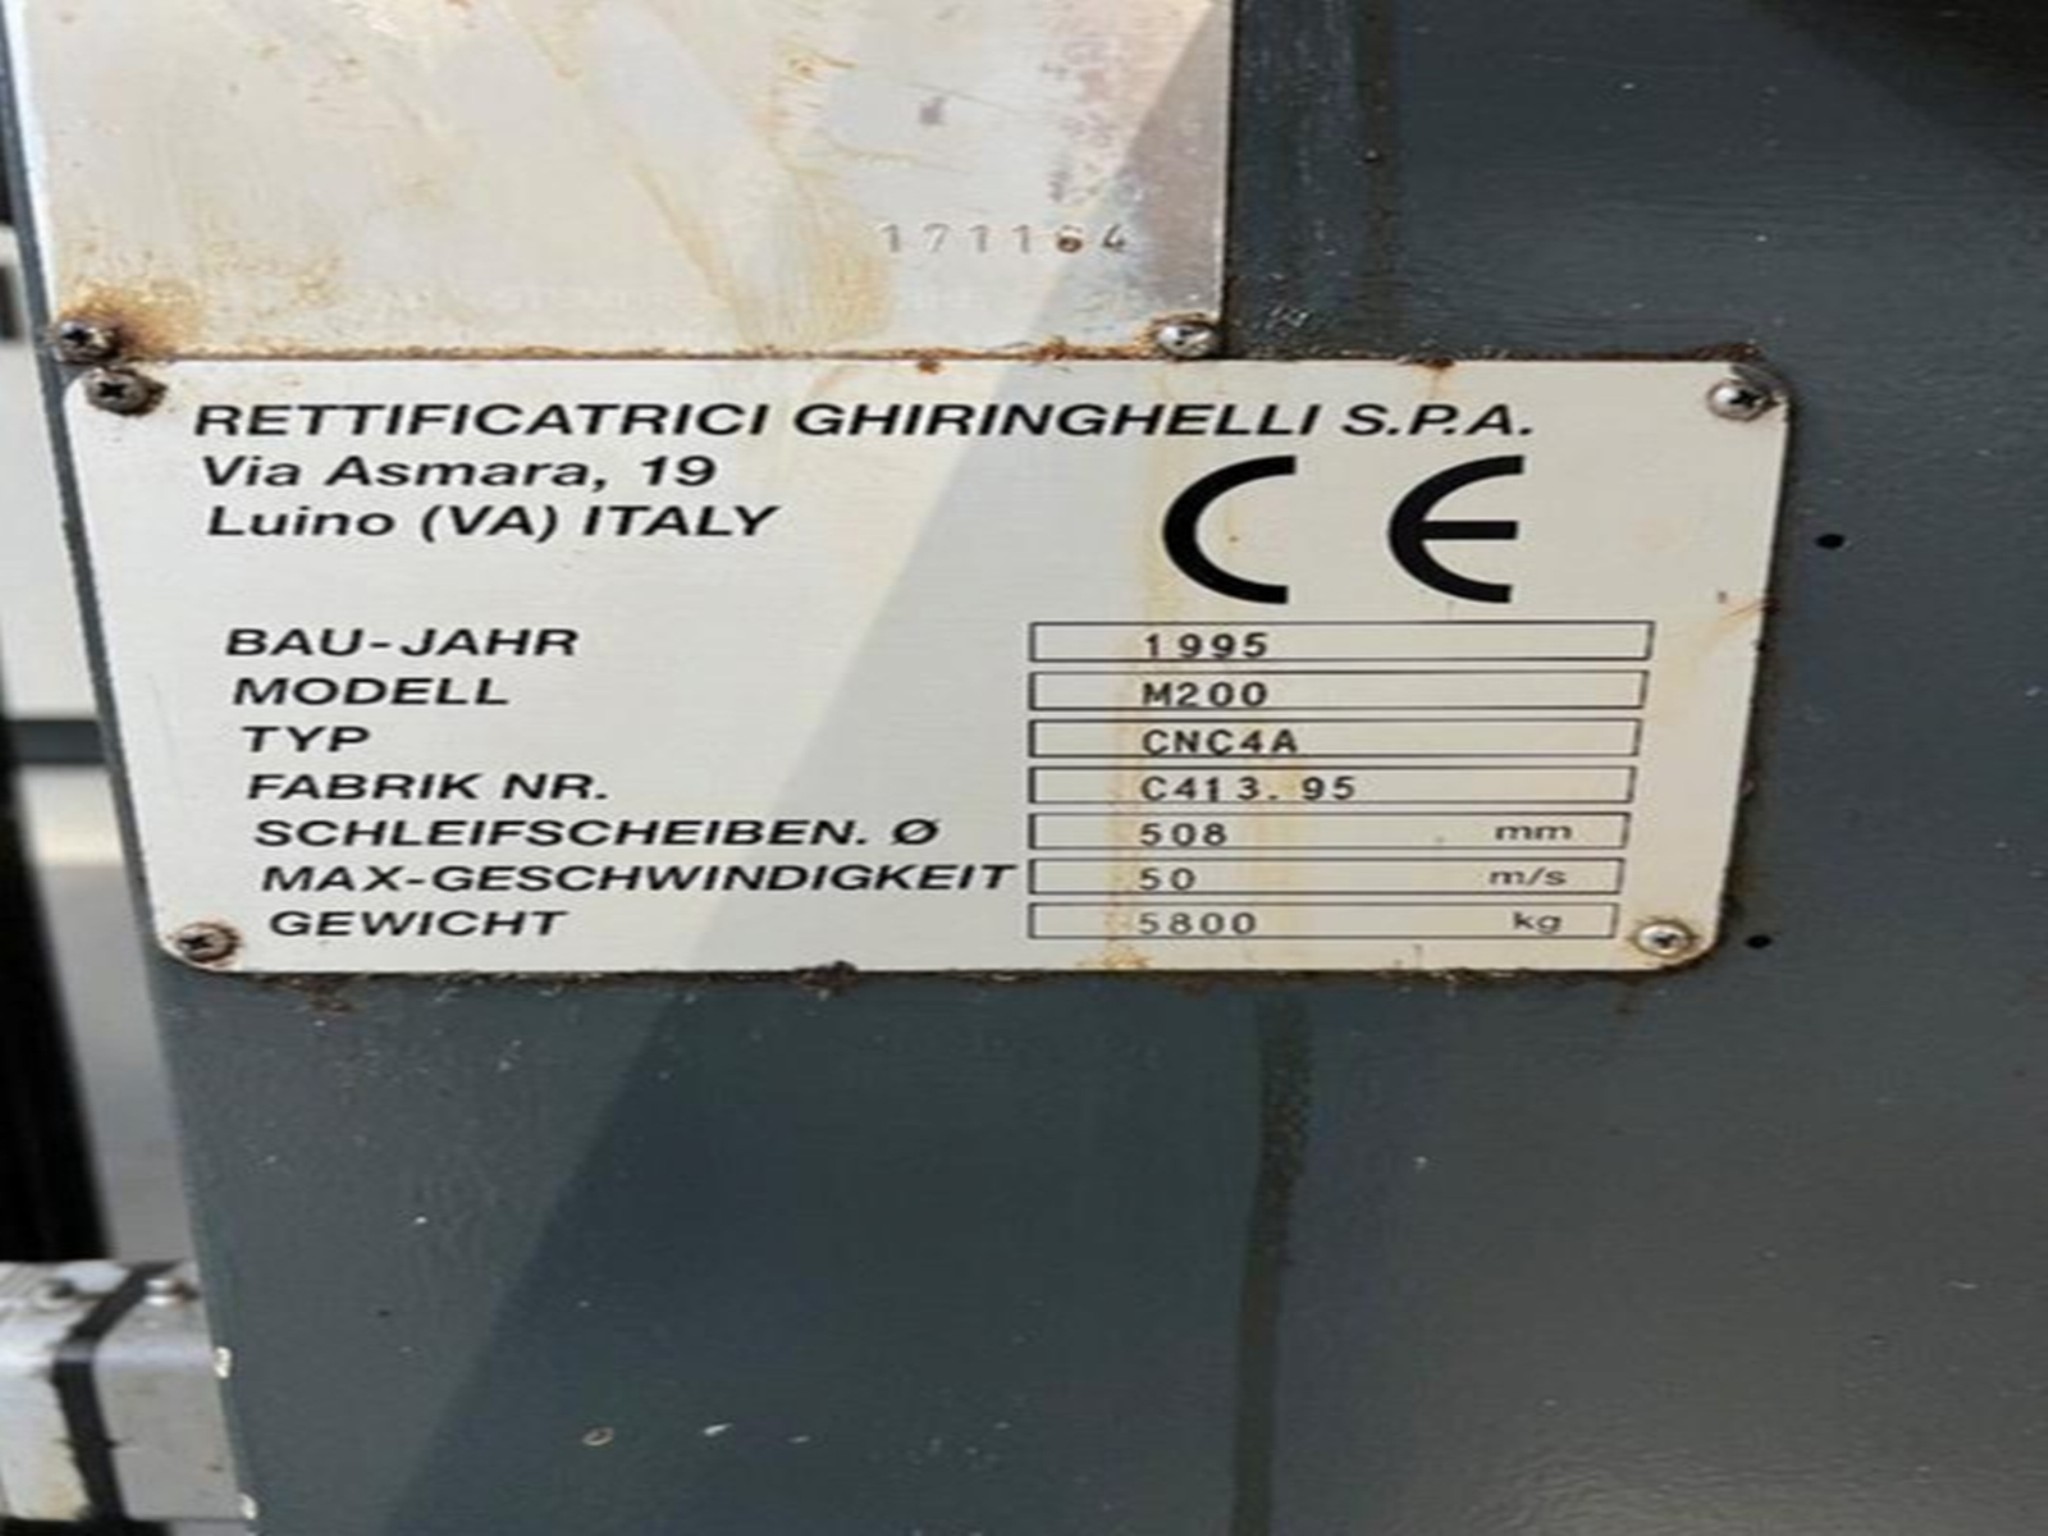 171164
RETTIFICATRICI GHIRINGHELLI S.P.A.
Via Asmara, 19
Luino (VA) ITALY
CE
BAU-JAHR 1995
MODELL M200
TYP CNC4A
FABRIK NR. C413.95
SCHLEIFSCHEIBEN. Ø 508 mm
MAX-GESCHWINDIGKEIT 50 m/s
GEWICHT 5800 kg